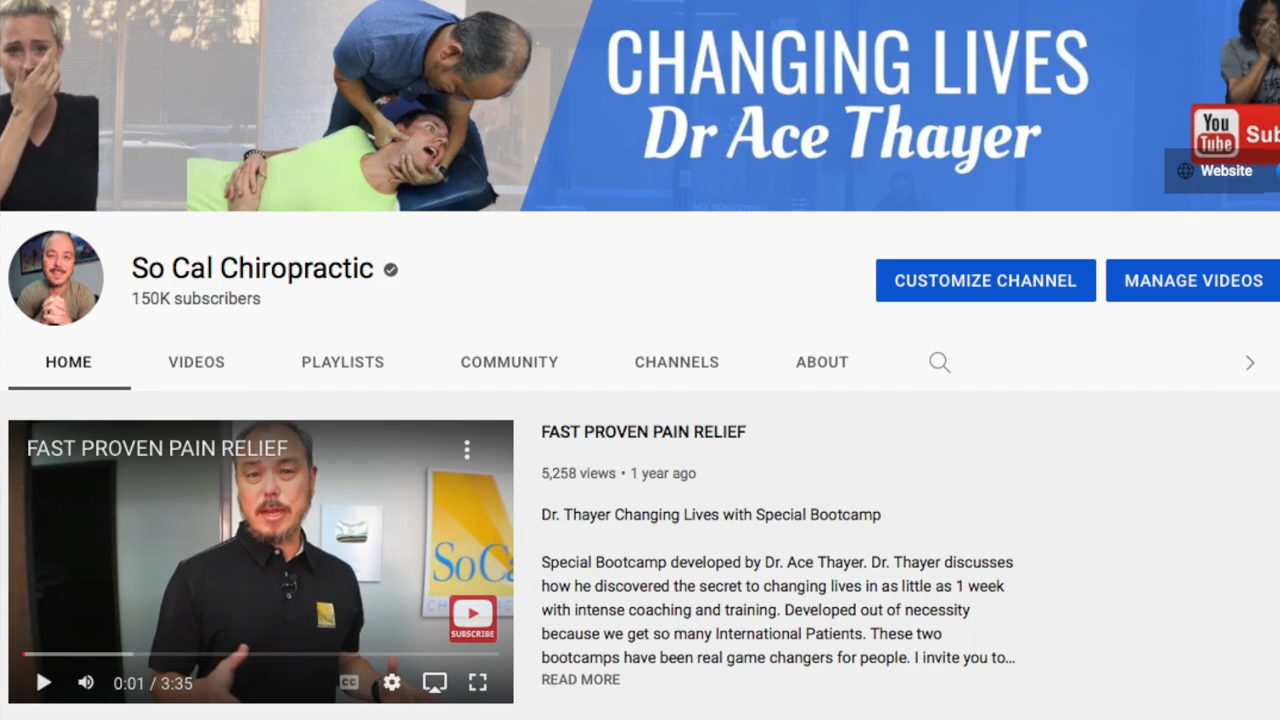 CHANGING LIVES
Dr Ace Thayer
You
Tube
Sub
Website
So Cal Chiropractic
150K subscribers
CUSTOMIZE CHANNEL
MANAGE VIDEOS
HOME
VIDEOS
PLAYLISTS
COMMUNITY
CHANNELS
ABOUT
FAST PROVEN PAIN RELIEF
SoCa
SUBSCRIBE
0:01 / 3:35
CC
FAST PROVEN PAIN RELIEF
5,258 views • 1 year ago
Dr. Thayer Changing Lives with Special Bootcamp
Special Bootcamp developed by Dr. Ace Thayer. Dr. Thayer discusses
how he discovered the secret to changing lives in as little as 1 week
with intense coaching and training. Developed out of necessity
because we get so many International Patients. These two
bootcamps have been real game changers for people. I invite you to...
READ MORE